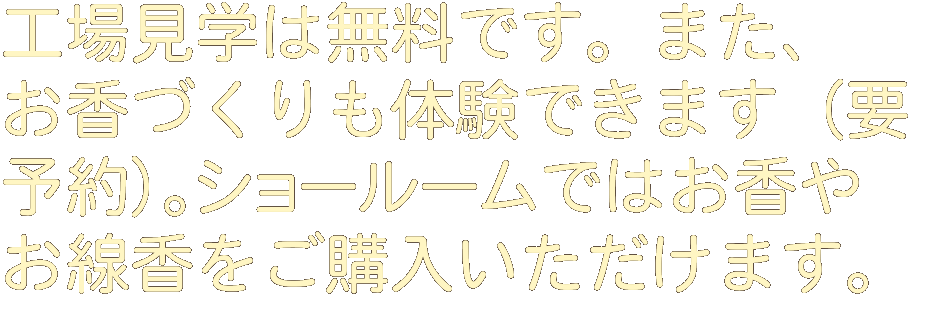 工場見学は無料です。また、
お香づくりも体験できます（要
予約）。ショールームではお香や
お線香をご購入いただけます。